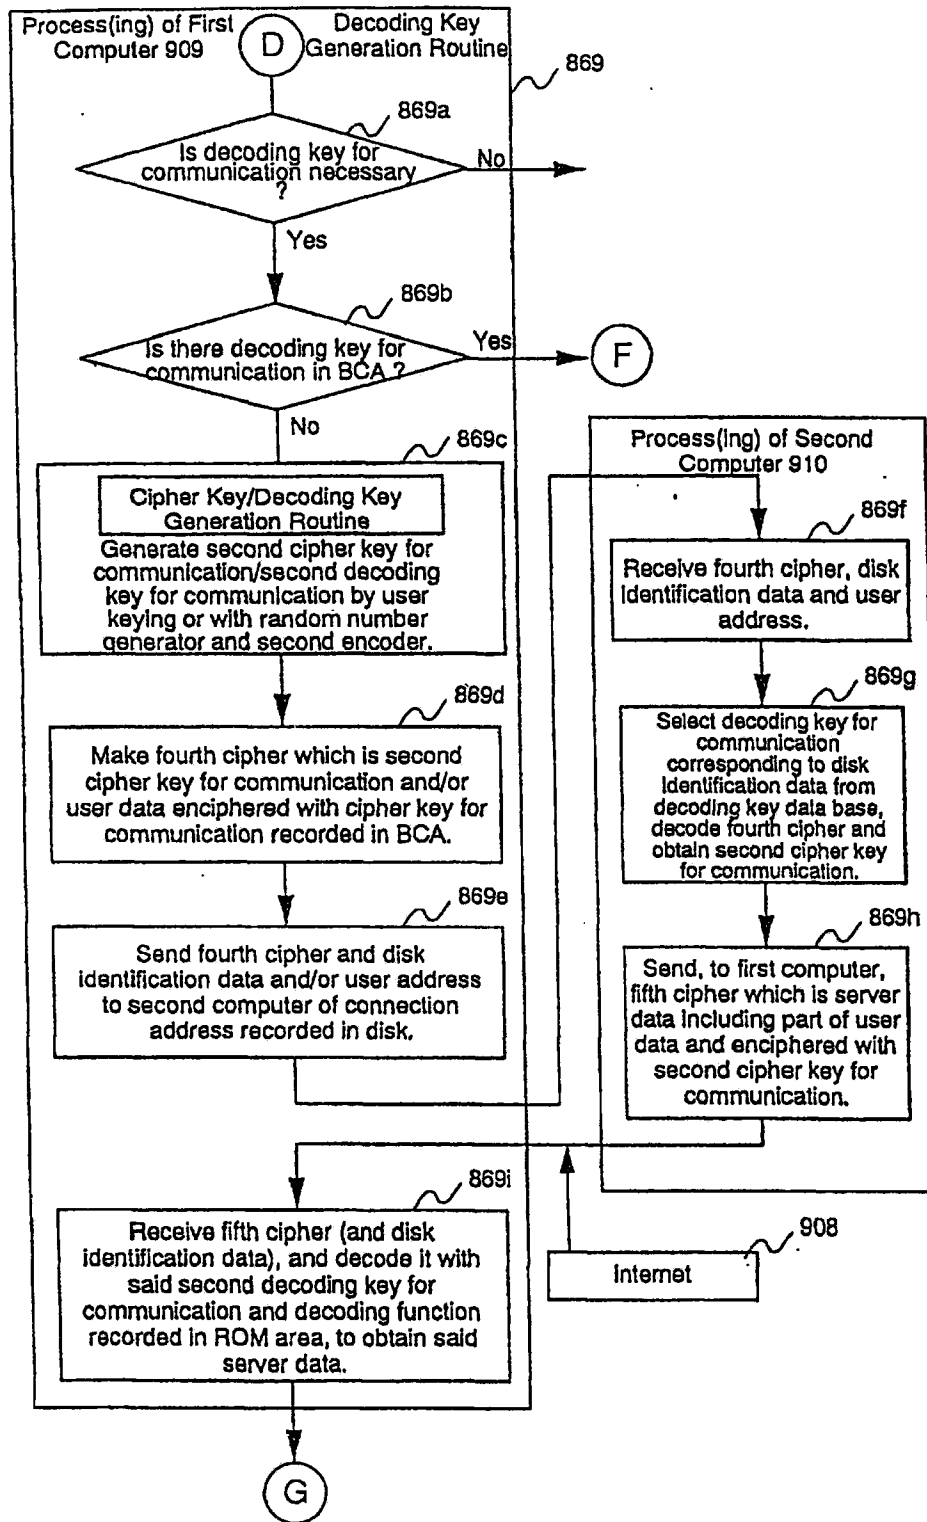 Process(ing) of First
Computer 909
D
Decoding Key
Generation Routine
869
869a
Is decoding key for
communication necessary
?
No
Yes
869b
Is there decoding key for
communication in BCA ?
Yes
F
No
869c
Cipher Key/Decoding Key
Generation Routine
Generate second cipher key for
communication/second decoding
key for communication by user
keying or with random number
generator and second encoder.
869d
Make fourth cipher which is second
cipher key for communication and/or
user data enciphered with cipher key for
communication recorded in BCA.
869e
Send fourth cipher and disk
identification data and/or user address
to second computer of connection
address recorded in disk.
Process(ing) of Second
Computer 910
869f
Receive fourth cipher, disk
identification data and user
address.
869g
Select decoding key for
communication
corresponding to disk
identification data from
decoding key data base,
decode fourth cipher and
obtain second cipher key
for communication.
869h
Send, to first computer,
fifth cipher which is server
data including part of user
data and enciphered with
second cipher key for
communication.
869i
Receive fifth cipher (and disk
identification data), and decode it with
said second decoding key for
communication and decoding function
recorded in ROM area, to obtain said
server data.
908
Internet
G